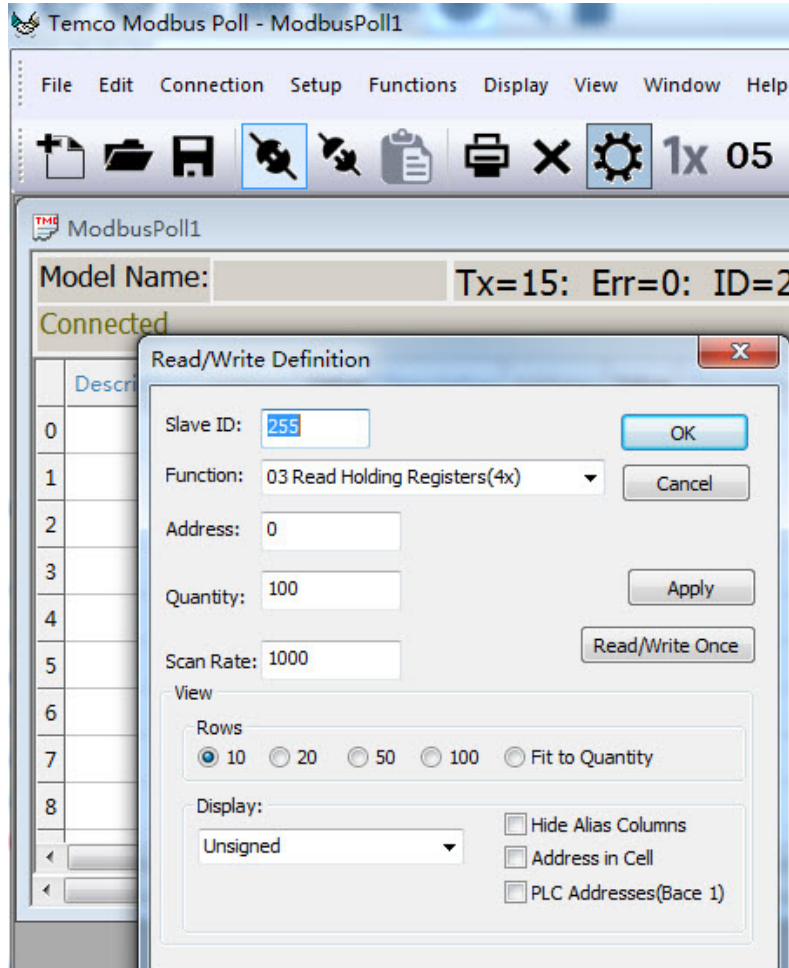 Temco Modbus Poll - ModbusPoll1
File Edit Connection Setup Functions Display View Window Help
1x 05
TMC
ModbusPoll1
Model Name: Tx=15: Err=0: ID=2
Connected
Descri
0
1
2
3
4
5
6
7
8
Read/Write Definition
Slave ID: 255 OK
Function: 03 Read Holding Registers(4x) Cancel
Address: 0
Quantity: 100 Apply
Read/Write Once
Scan Rate: 1000
View
Rows
10 20 50 100 Fit to Quantity
Display:
Unsigned
Hide Alias Columns
Address in Cell
PLC Addresses(Bace 1)